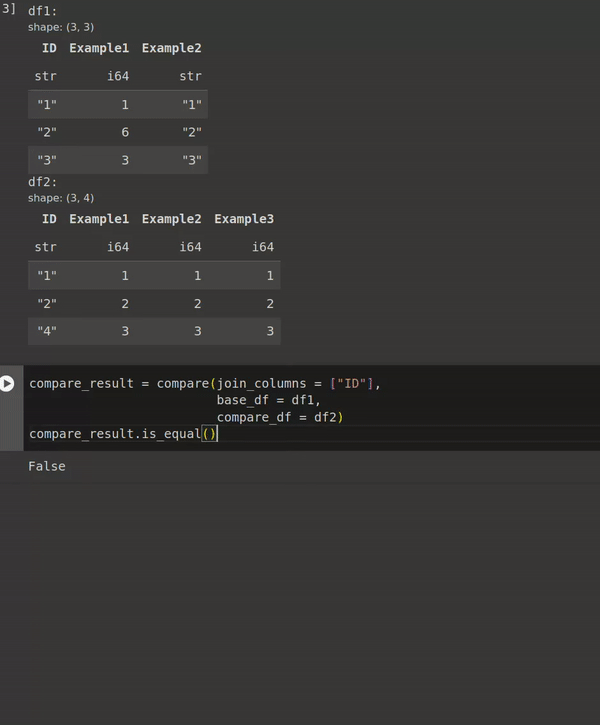 3] df1:
shape: (3, 3)
ID Example1 Example2
str i64 str
"1" 1 "1"
"2" 6 "2"
"3" 3 "3"
df2:
shape: (3, 4)
ID Example1 Example2 Example3
str i64 i64 i64
"1" 1 1 1
"2" 2 2 2
"4" 3 3 3
compare_result = compare(join_columns = ["ID"],
base_df = df1,
compare_df = df2)
compare_result.is_equal()
False